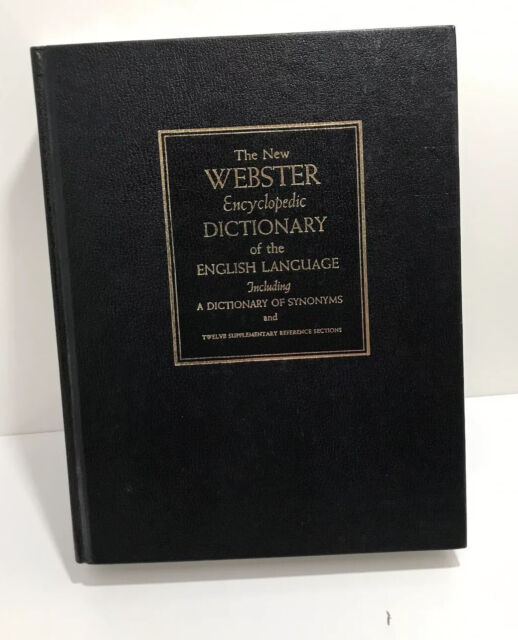 The New
WEBSTER
Encyclopedic
DICTIONARY
of the
ENGLISH LANGUAGE
Including
A DICTIONARY OF SYNONYMS
and
TWELVE SUPPLEMENTARY REFERENCE SECTIONS